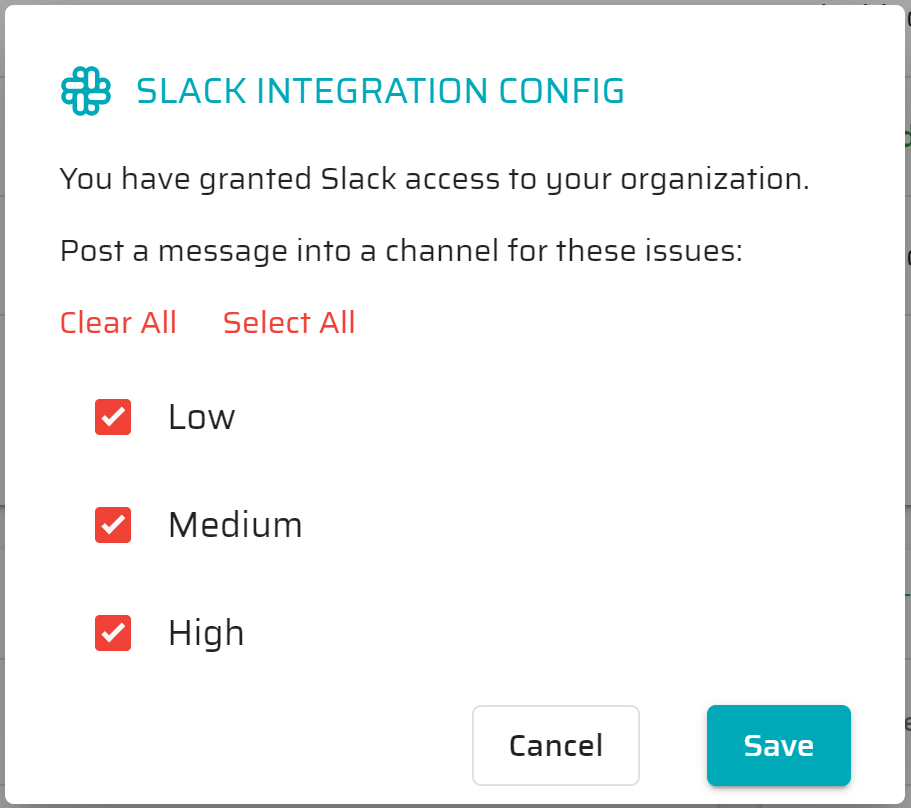 SLACK INTEGRATION CONFIG
You have granted Slack access to your organization.
Post a message into a channel for these issues:
Clear All Select All
Low
Medium
High
Cancel Save